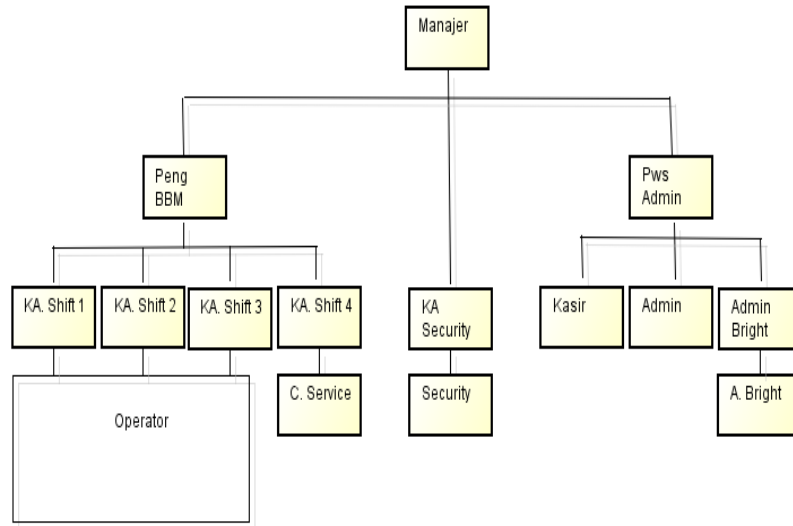 Manajer
Peng
BBM
Pws
Admin
KA. Shift 1
KA. Shift 2
KA. Shift 3
KA. Shift 4
KA
Security
Kasir
Admin
Admin
Bright
Operator
C. Service
Security
A. Bright